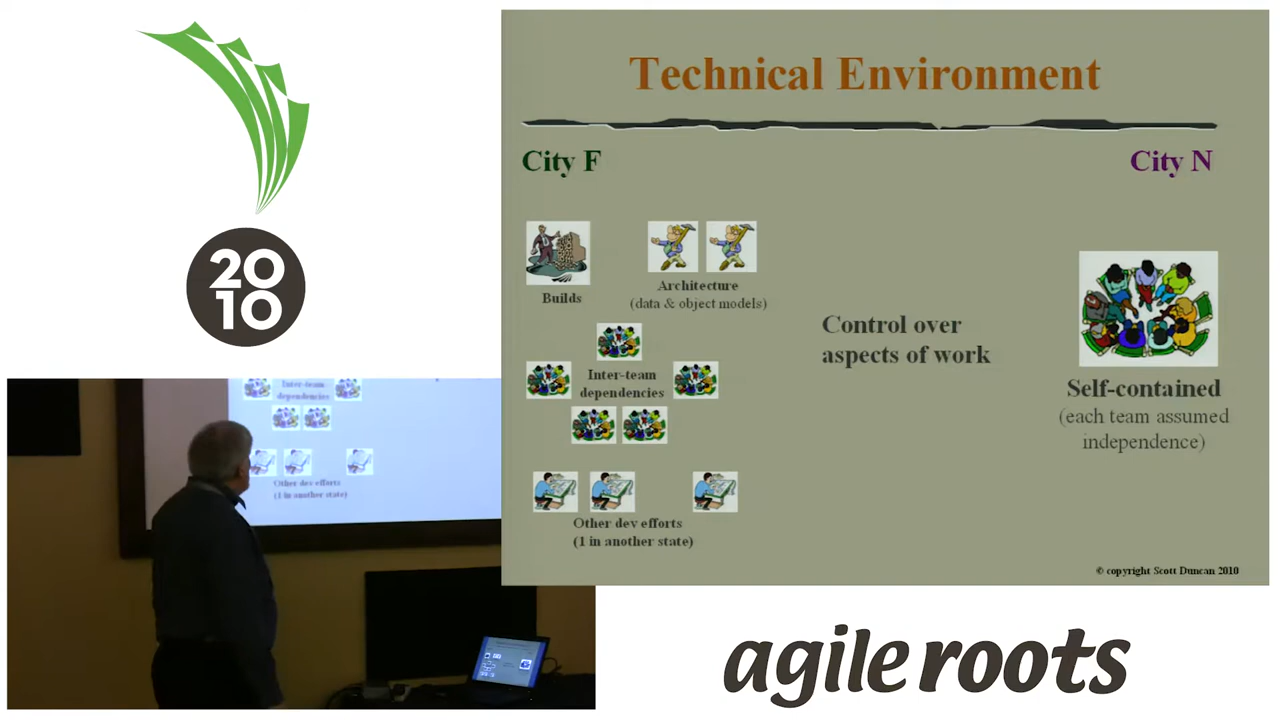 20
10
Technical Environment
City F
City N
Builds
Architecture
(data & object models)
Inter-team
dependencies
Control over
aspects of work
Self-contained
(each team assumed
independence)
Other dev efforts
(1 in another state)
© copyright Scott Duncan 2010
Inter-team
dependencies
Other dev efforts
(1 in another state)
agile roots